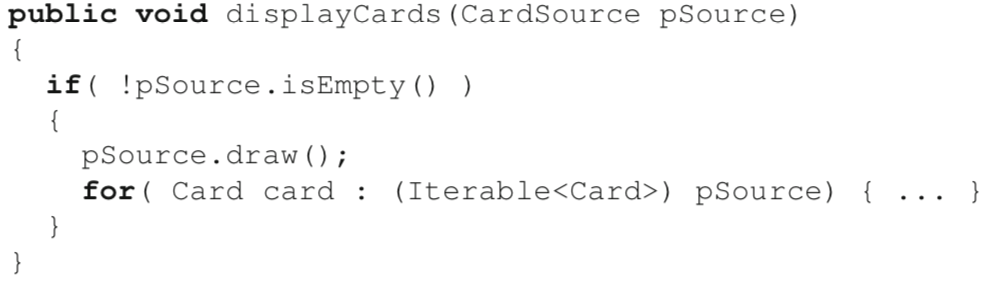 public void displayCards(CardSource pSource)
{
  if( !pSource.isEmpty() )
  {
    pSource.draw();
    for( Card card : (Iterable<Card>) pSource) { ... }
  }
}